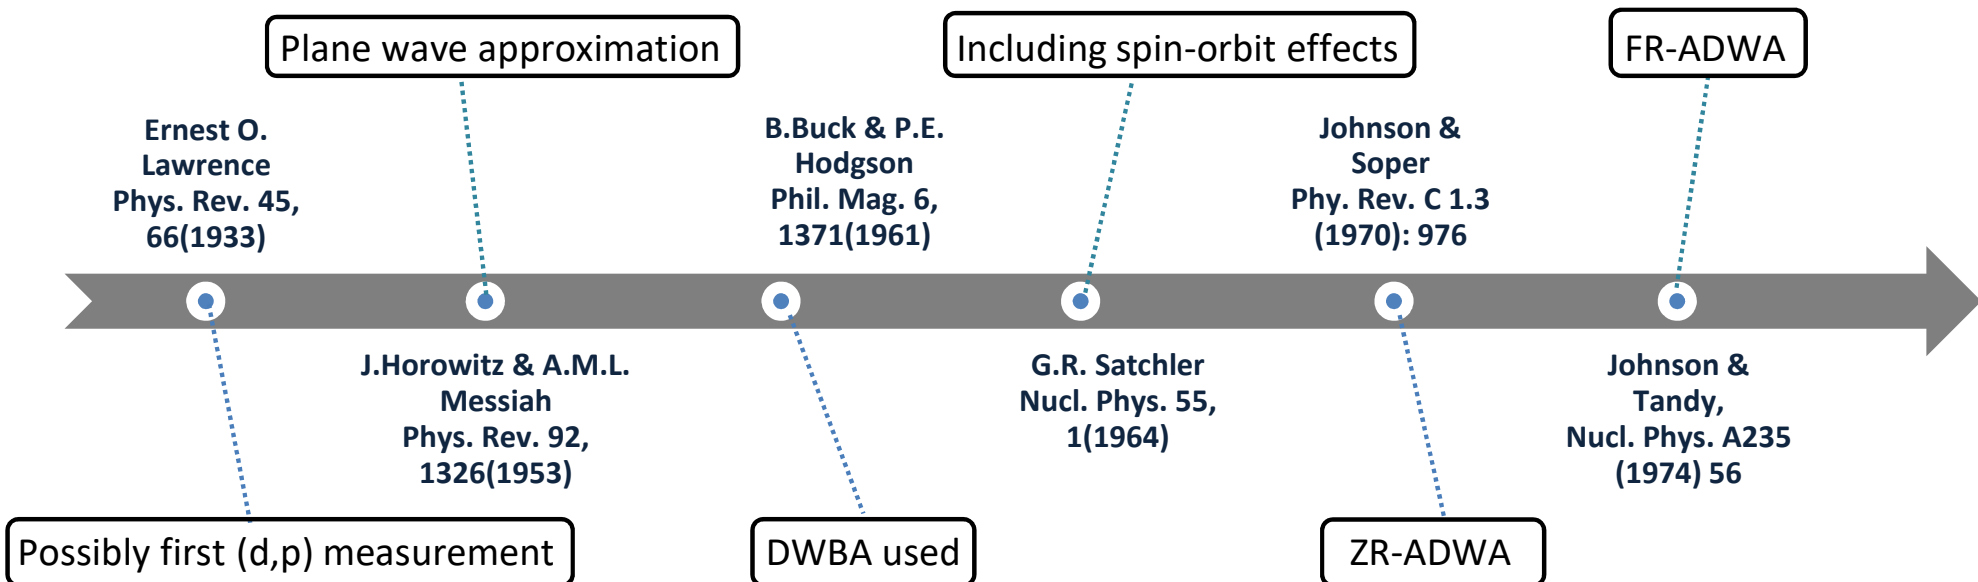 Plane wave approximation
Including spin-orbit effects
FR-ADWA
Ernest O.
Lawrence
Phys. Rev. 45,
66(1933)
B.Buck & P.E.
Hodgson
Phil. Mag. 6,
1371(1961)
Johnson &
Soper
Phy. Rev. C 1.3
(1970): 976
J.Horowitz & A.M.L.
Messiah
Phys. Rev. 92,
1326(1953)
G.R. Satchler
Nucl. Phys. 55,
1(1964)
Johnson &
Tandy,
Nucl. Phys. A235
(1974) 56
Possibly first (d,p) measurement
DWBA used
ZR-ADWA